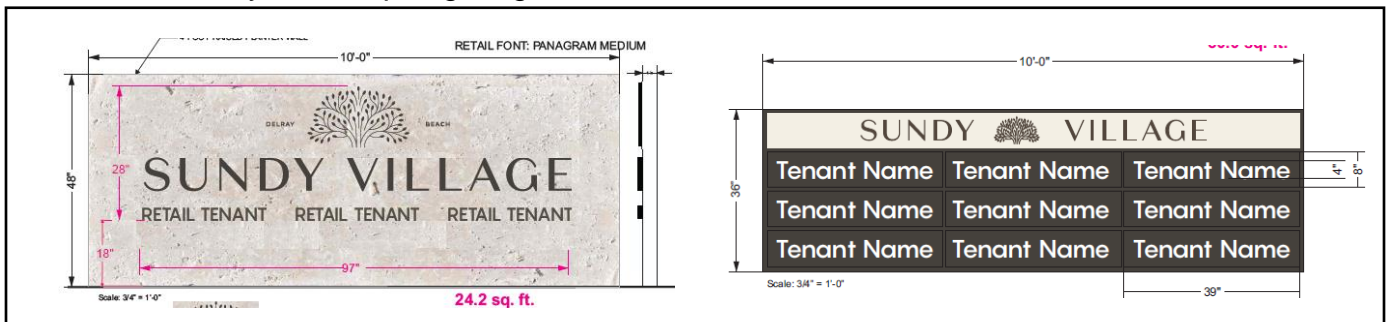 RETAIL FONT: PANAGRAM MEDIUM
10'-0"
48"
28"
18"
DELRAY BEACH
SUNDY VILLAGE
RETAIL TENANT RETAIL TENANT RETAIL TENANT
97"
Scale: 3/4" = 1'-0"
24.2 sq. ft.
10'-0"
36"
SUNDY VILLAGE
Tenant Name Tenant Name Tenant Name
4" 8"
Tenant Name Tenant Name Tenant Name
Tenant Name Tenant Name Tenant Name
Scale: 3/4" = 1'-0"
39"